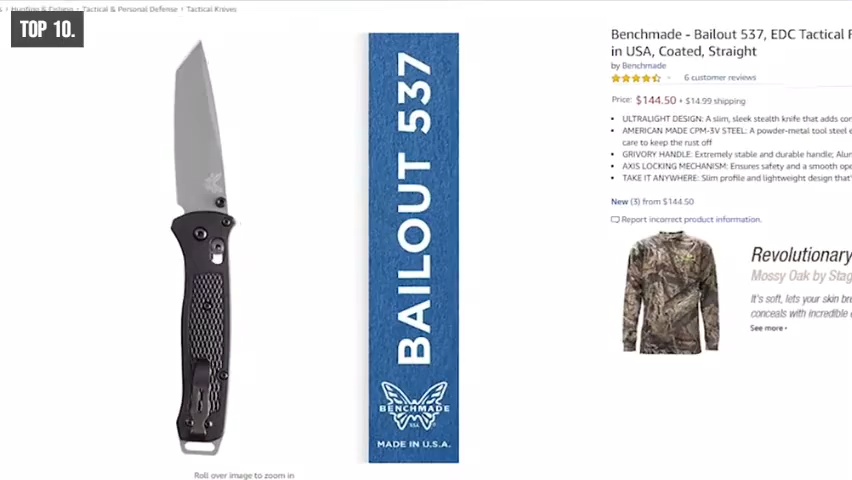 Hunting & Fishing › Tactical & Personal Defense › Tactical Knives
TOP 10.
BAILOUT 537
BENCHMADE
USA
MADE IN U.S.A.
Roll over image to zoom in
Benchmade - Bailout 537, EDC Tactical
in USA, Coated, Straight
by Benchmade
6 customer reviews
Price: $144.50 + $14.99 shipping
• ULTRALIGHT DESIGN: A slim, sleek stealth knife that adds
• AMERICAN MADE CPM-3V STEEL: A powder-metal tool steel
care to keep the rust off
• GRIVORY HANDLE: Extremely stable and durable handle;
• AXIS LOCKING MECHANISM: Ensures safety and a smooth
• TAKE IT ANYWHERE: Slim profile and lightweight design that'
New (3) from $144.50
Report incorrect product information.
Revolutionary
Mossy Oak by
It's soft, lets your skin
conceals with incredible
See more ›